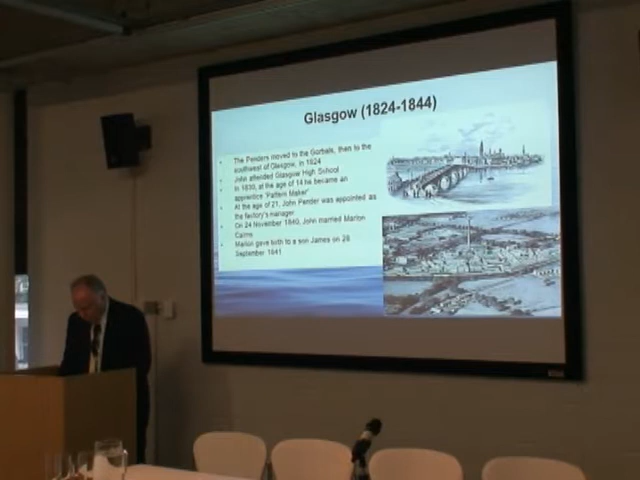 Glasgow (1824-1844)
• The Penders moved to the Gorbals, then to the
southwest of Glasgow, in 1824
• John attended Glasgow High School
• In 1830, at the age of 14 he became an
apprentice 'Pattern Maker'
• At the age of 21, John Pender was appointed as
the factory's manager
• On 24 November 1840, John married Marion
Cairns
• Marion gave birth to a son James on 28
September 1841